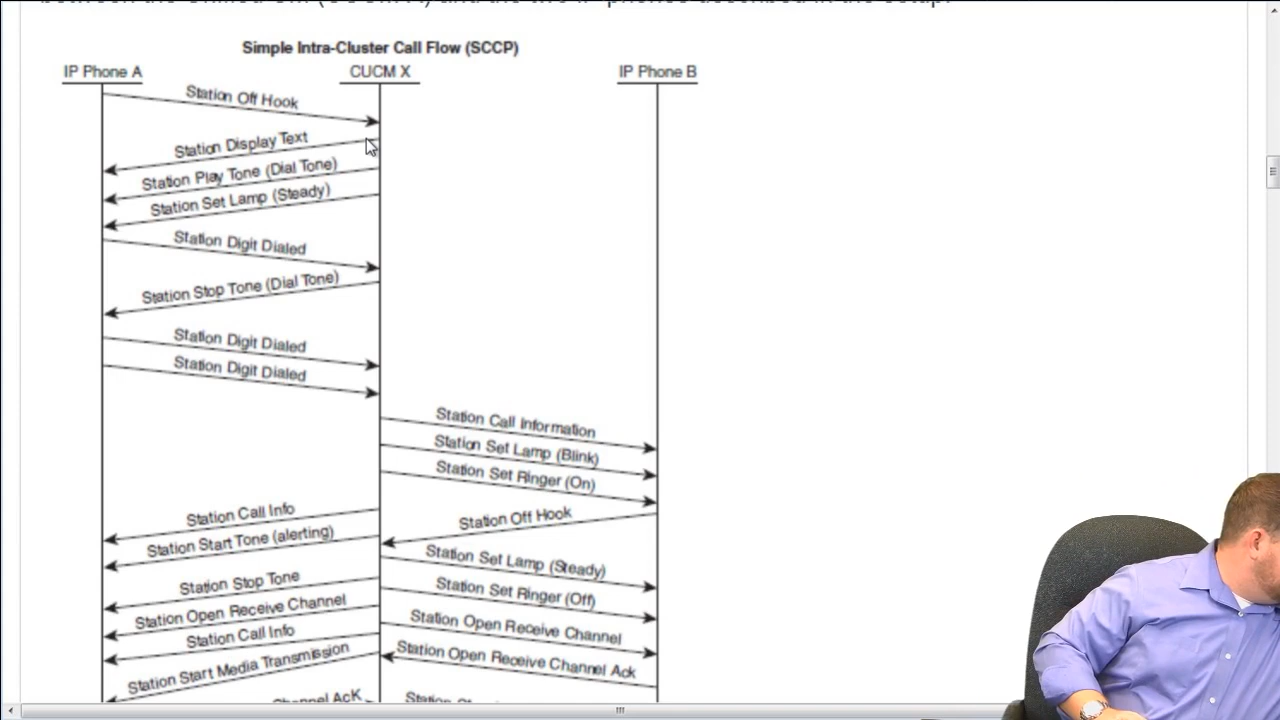 Simple Intra-Cluster Call Flow (SCCP)
IP Phone A
CUCM X
IP Phone B
Station Off Hook
Station Display Text
Station Play Tone (Dial Tone)
Station Set Lamp (Steady)
Station Digit Dialed
Station Stop Tone (Dial Tone)
Station Digit Dialed
Station Digit Dialed
Station Call Information
Station Set Lamp (Blink)
Station Set Ringer (On)
Station Call Info
Station Off Hook
Station Start Tone (alerting)
Station Set Lamp (Steady)
Station Stop Tone
Station Set Ringer (Off)
Station Open Receive Channel
Station Open Receive Channel
Station Call Info
Station Open Receive Channel Ack
Station Start Media Transmission
Channel AcK